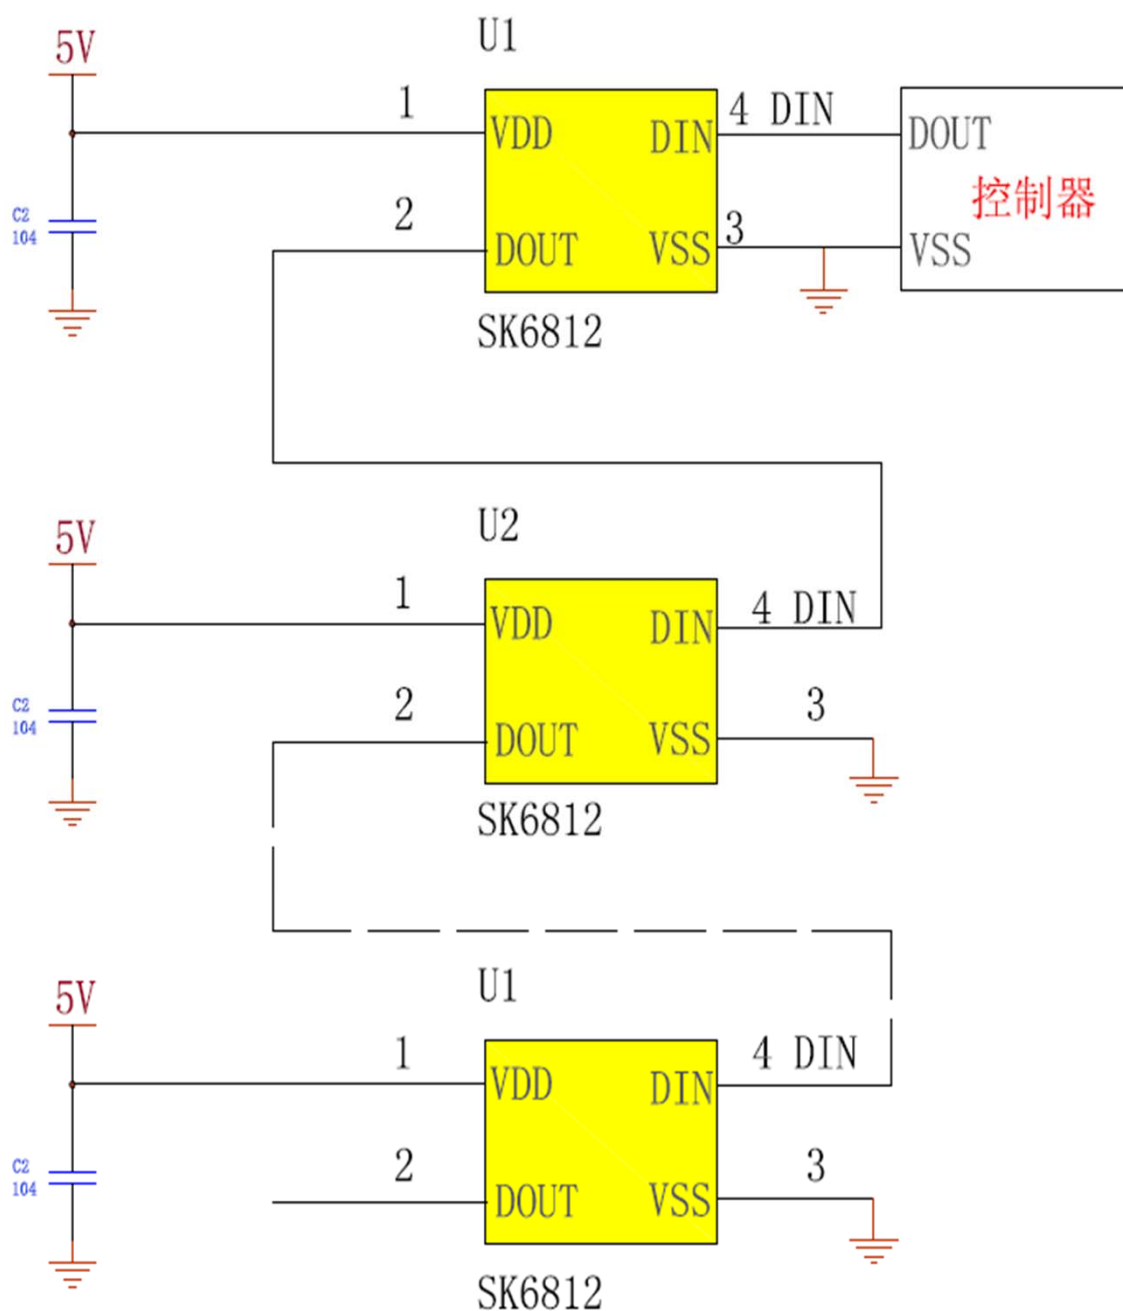 U1
5V
1
4 DIN
VDD
DIN
DOUT
控制器
C2
104
2
3
DOUT
VSS
VSS
SK6812
U2
5V
1
4 DIN
VDD
DIN
C2
104
2
3
DOUT
VSS
SK6812
U1
5V
1
4 DIN
VDD
DIN
C2
104
2
3
DOUT
VSS
SK6812